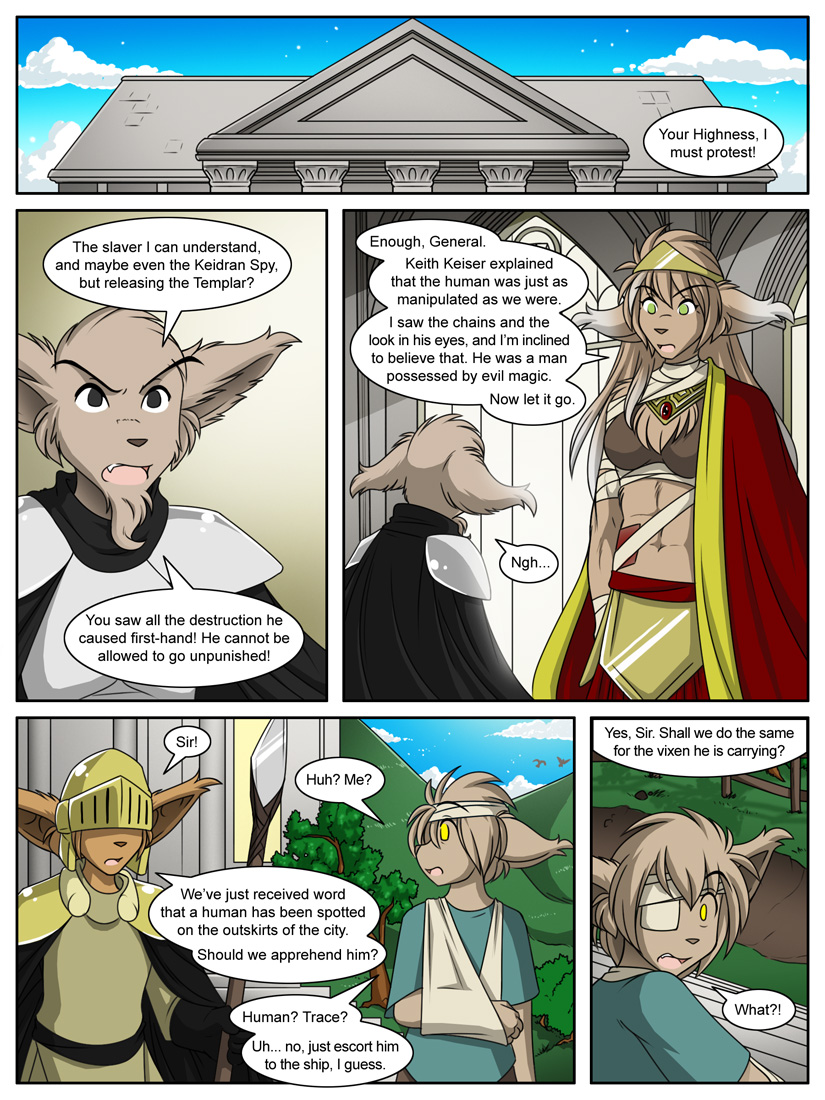 Your Highness, I
must protest!
The slaver I can understand,
and maybe even the Keidran Spy,
but releasing the Templar?
You saw all the destruction he
caused first-hand! He cannot be
allowed to go unpunished!
Enough, General.
Keith Keiser explained
that the human was just as
manipulated as we were.
I saw the chains and the
look in his eyes, and I'm inclined
to believe that. He was a man
possessed by evil magic.
Now let it go.
Ngh...
Sir!
Huh? Me?
We've just received word
that a human has been spotted
on the outskirts of the city.
Should we apprehend him?
Human? Trace?
Uh... no, just escort him
to the ship, I guess.
Yes, Sir. Shall we do the same
for the vixen he is carrying?
What?!